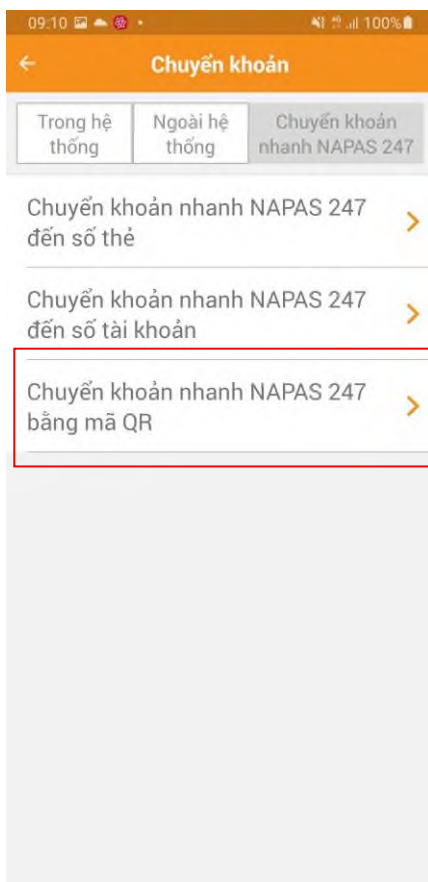 09:10 100%
Chuyển khoản
Trong hệ
thống
Ngoài hệ
thống
Chuyển khoản
nhanh NAPAS 247
Chuyển khoản nhanh NAPAS 247
đến số thẻ
Chuyển khoản nhanh NAPAS 247
đến số tài khoản
Chuyển khoản nhanh NAPAS 247
bằng mã QR